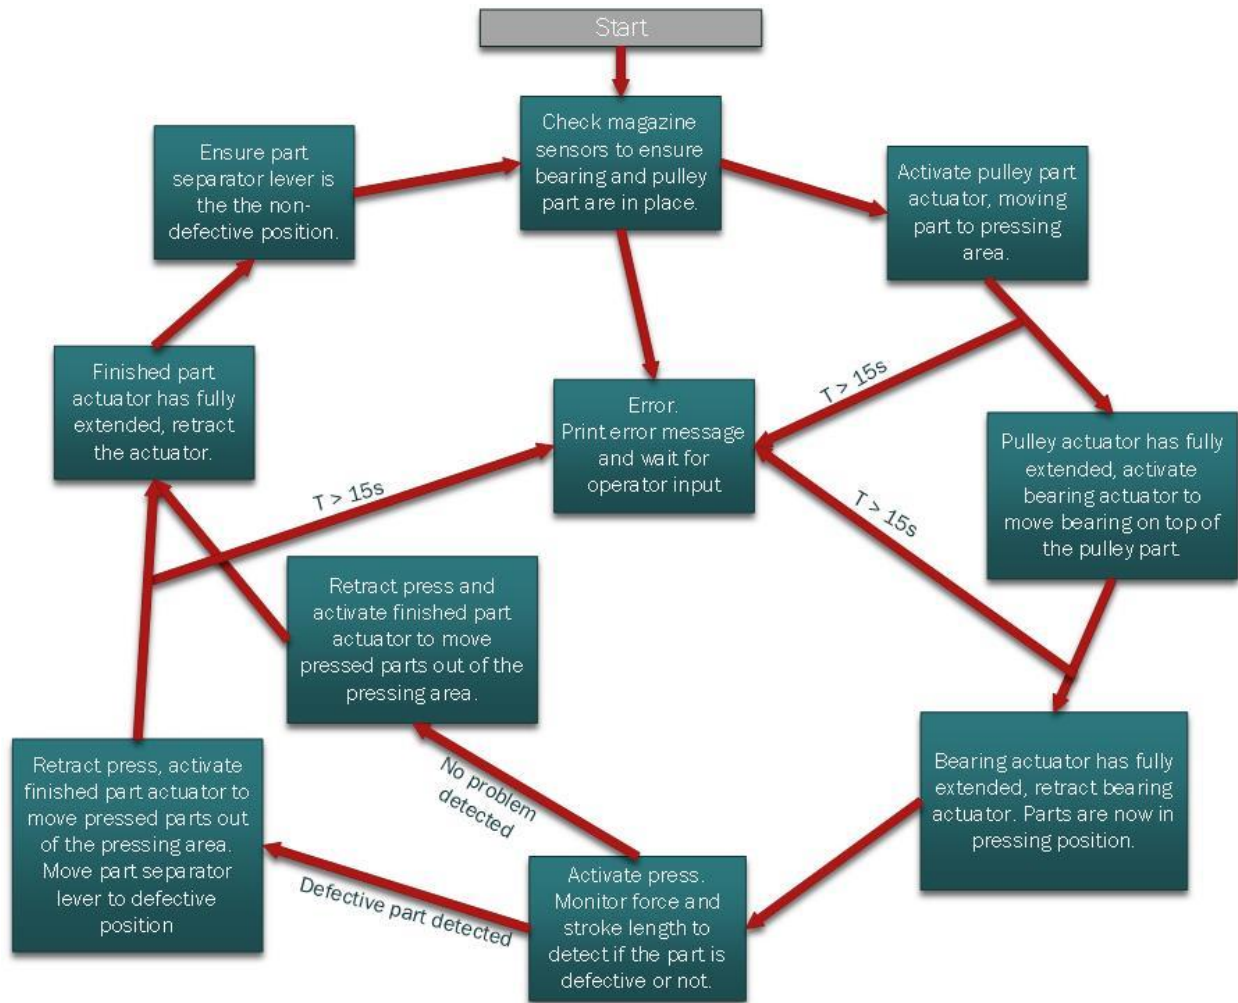 Start
Check magazine
sensors to ensure
bearing and pulley
part are in place.
Activate pulley part
actuator, moving
part to pressing
area.
T > 15s
Pulley actuator has fully
extended, activate
bearing actuator to
move bearing on top of
the pulley part.
T > 15s
Bearing actuator has fully
extended, retract bearing
actuator. Parts are now in
pressing position.
Activate press.
Monitor force and
stroke length to
detect if the part is
defective or not.
No problem
detected
Defective part detected
Retract press and
activate finished part
actuator to move
pressed parts out of the
pressing area.
Retract press, activate
finished part actuator to
move pressed parts out
of the pressing area.
Move part separator
lever to defective
position
T > 15s
Error.
Print error message
and wait for
operator input
Finished part
actuator has fully
extended, retract
the actuator.
Ensure part
separator lever is
the the non-
defective position.